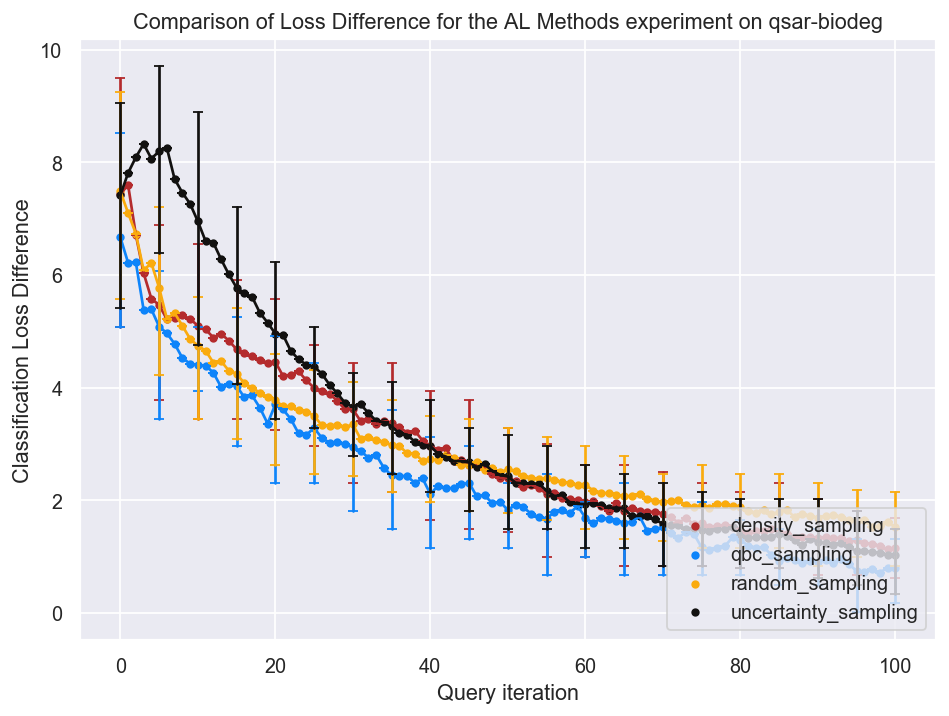 Comparison of Loss Difference for the AL Methods experiment on qsar-biodeg
Classification Loss Difference
10
8
6
4
2
0
density_sampling
qbc_sampling
random_sampling
uncertainty_sampling
0 20 40 60 80 100
Query iteration